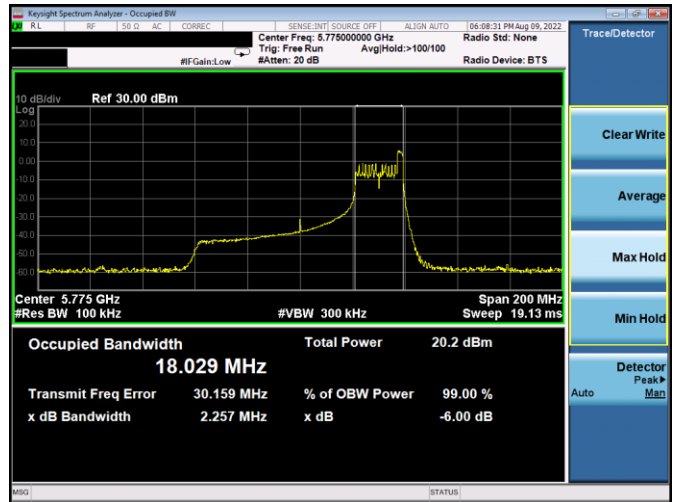 Keysight Spectrum Analyzer - Occupied BW
RL RF 50 Ω AC CORREC SENSE:INT SOURCE OFF ALIGN AUTO 06:08:31 PM Aug 09, 2022
Center Freq: 5.775000000 GHz Radio Std: None
Trig: Free Run Avg|Hold:>100/100
#IFGain:Low #Atten: 20 dB Radio Device: BTS
10 dB/div Ref 30.00 dBm
Log
20.0
10.0
0.00
-10.0
-20.0
-30.0
-40.0
-50.0
-60.0
Center 5.775 GHz Span 200 MHz
#Res BW 100 kHz #VBW 300 kHz Sweep 19.13 ms
Occupied Bandwidth Total Power 20.2 dBm
18.029 MHz
Transmit Freq Error 30.159 MHz % of OBW Power 99.00 %
x dB Bandwidth 2.257 MHz x dB -6.00 dB
MSG STATUS
Trace/Detector
Clear Write
Average
Max Hold
Min Hold
Detector
Peak▶
Auto Man